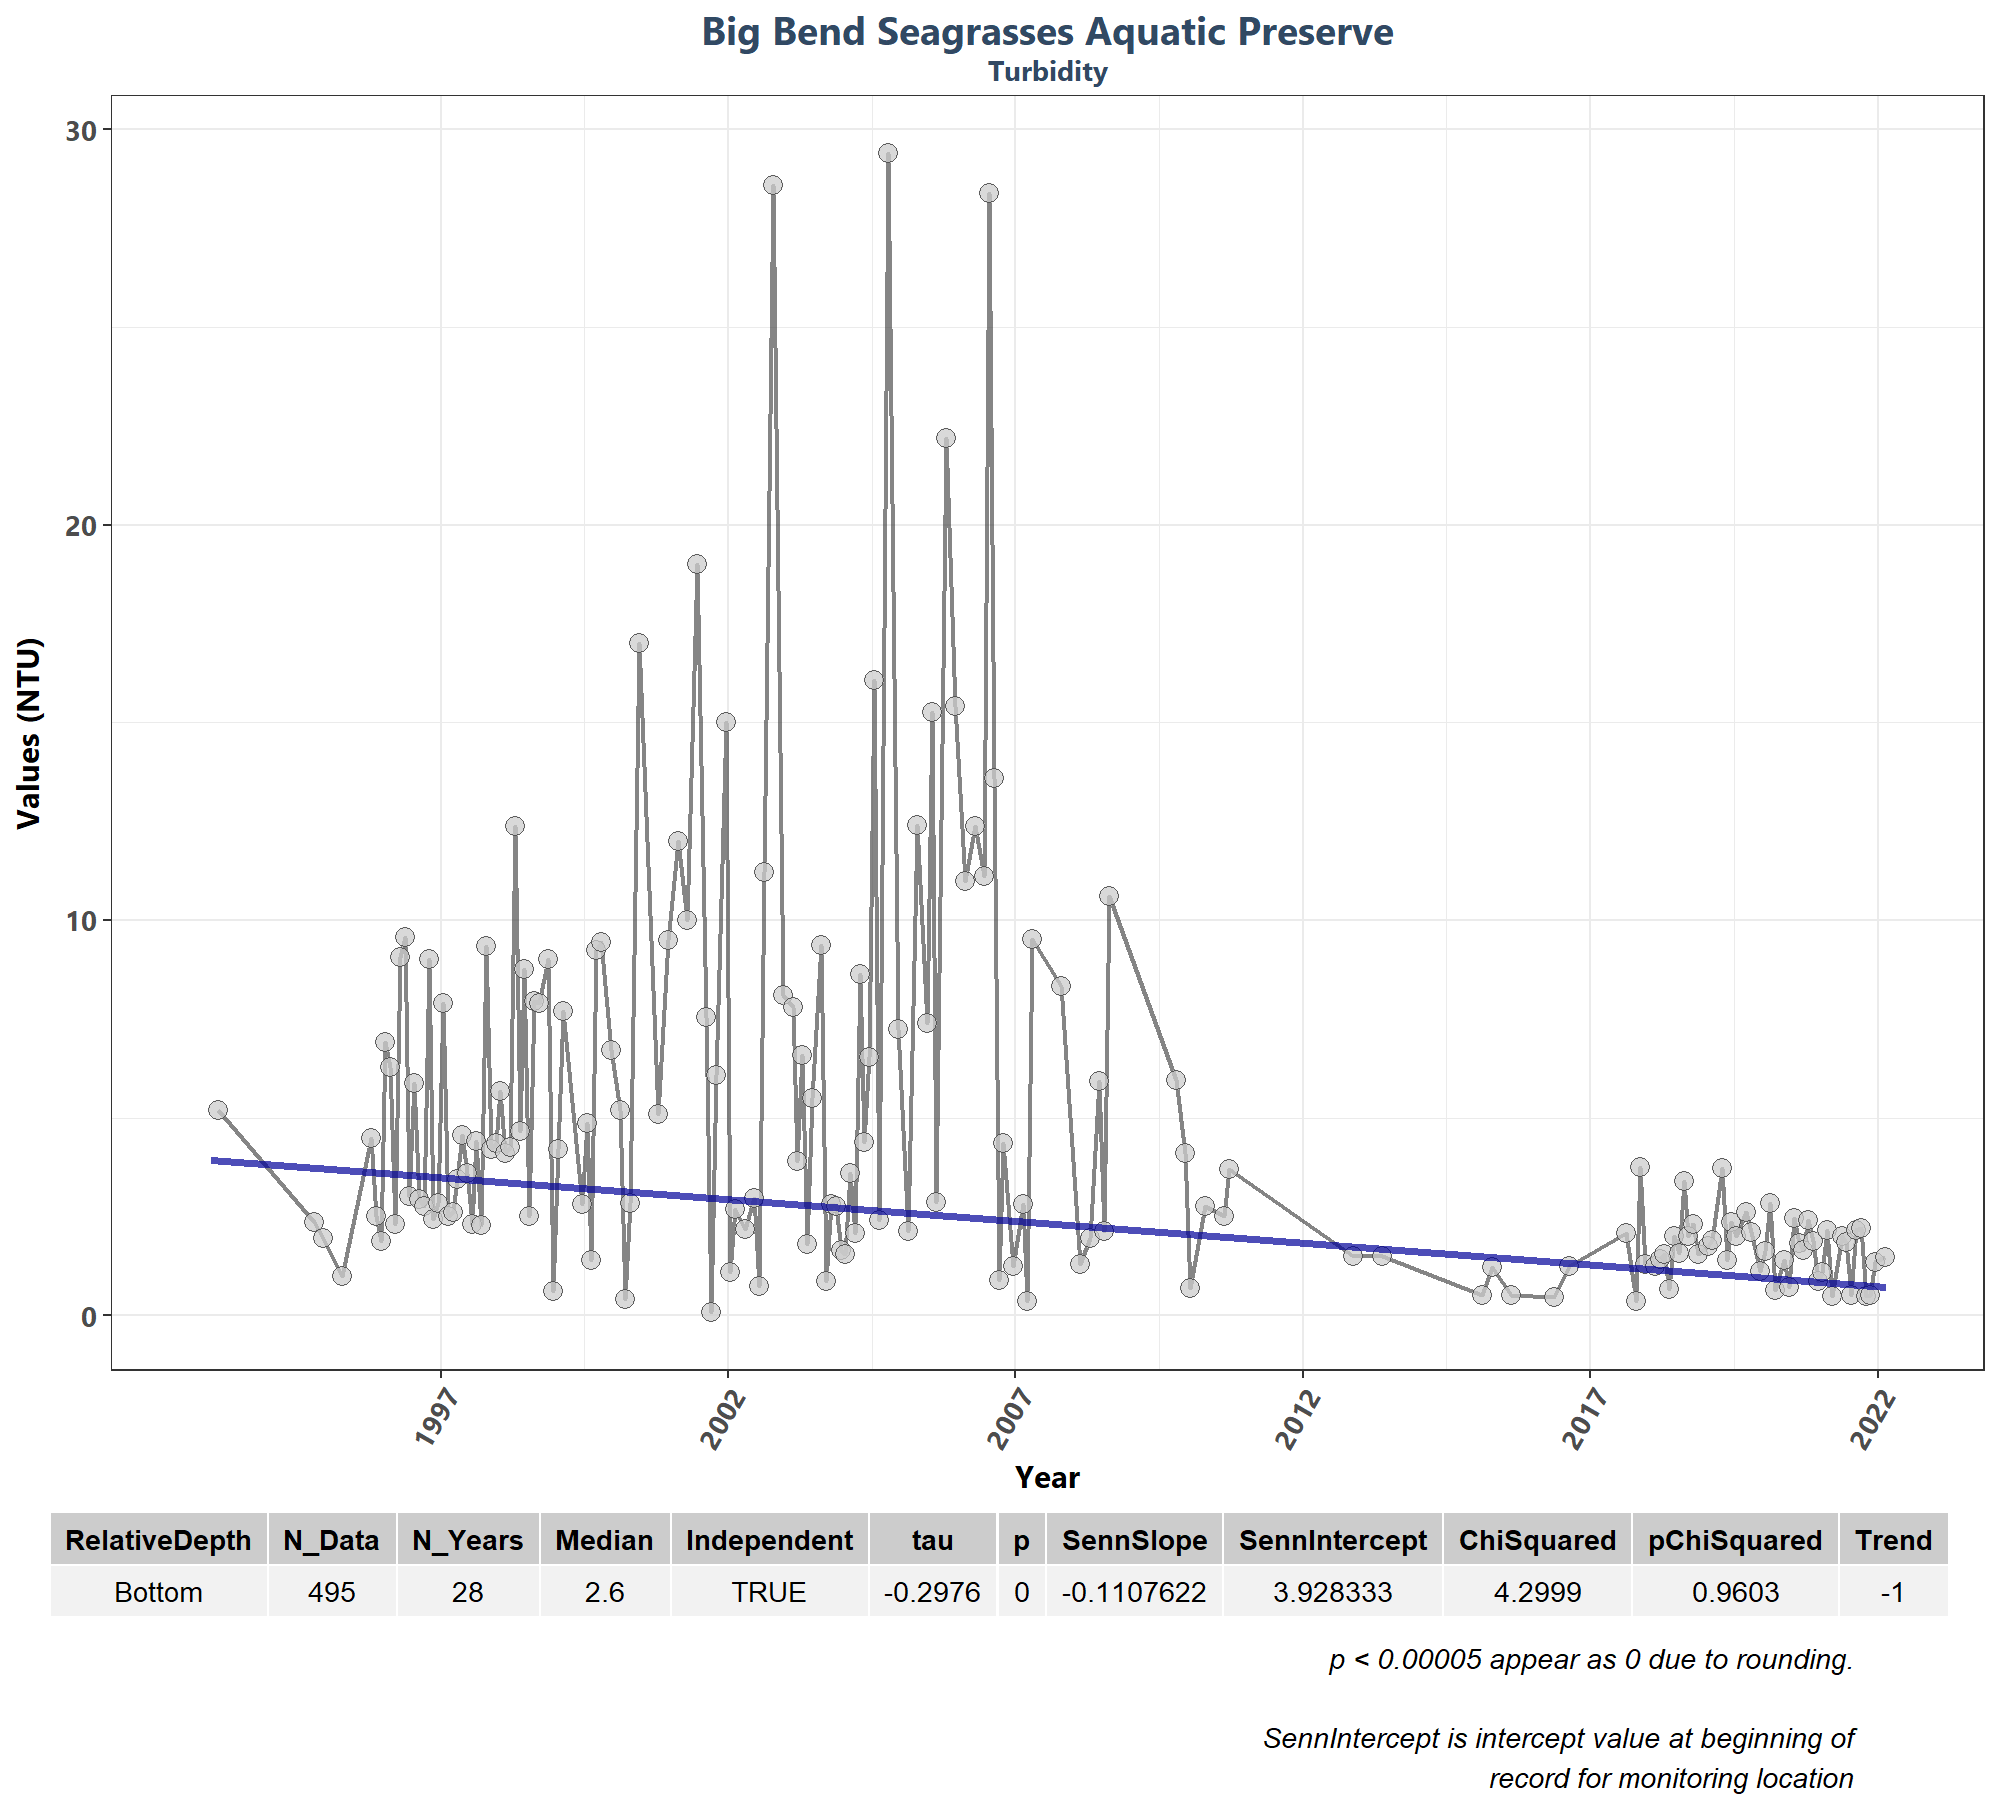 Big Bend Seagrasses Aquatic Preserve
Turbidity
30
20
10
0
Values (NTU)
1997
2002
2007
2012
2017
2022
Year
RelativeDepth N_Data N_Years Median Independent tau p SennSlope SennIntercept ChiSquared pChiSquared Trend
Bottom 495 28 2.6 TRUE -0.2976 0 -0.1107622 3.928333 4.2999 0.9603 -1
p < 0.00005 appear as 0 due to rounding.
SennIntercept is intercept value at beginning of
record for monitoring location